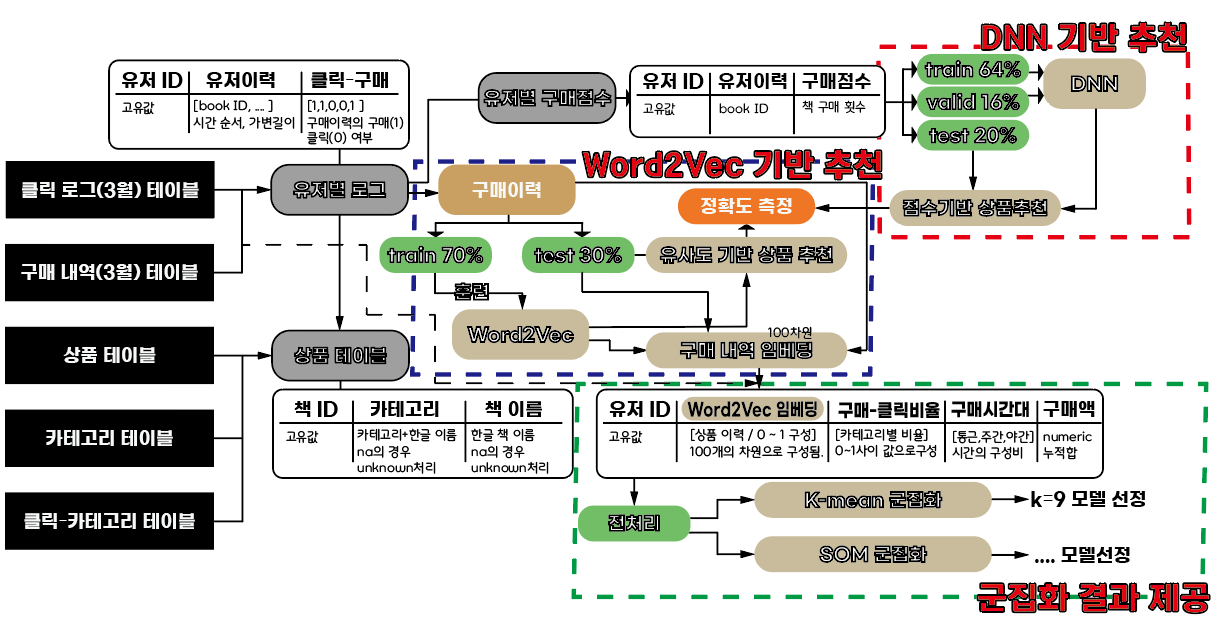 DNN 기반 추천
유저 ID 유저이력 클릭-구매
고유값 [book ID, .... ] [1,1,0,0,1 ]
시간 순서, 가변길이 구매이력의 구매(1)
클릭(0) 여부
유저별 구매점수
유저 ID 유저이력 구매점수
고유값 book ID 책 구매 횟수
train 64%
valid 16%
test 20%
DNN
점수기반 상품추천
클릭 로그(3월) 테이블
구매 내역(3월) 테이블
상품 테이블
카테고리 테이블
클릭-카테고리 테이블
유저별 로그
Word2Vec 기반 추천
구매이력
정확도 측정
train 70%
test 30%
유사도 기반 상품 추천
훈련
Word2Vec
100차원
구매 내역 임베딩
상품 테이블
책 ID 카테고리 책 이름
고유값 카테고리+한글 이름 한글 책 이름
na의 경우 na의 경우
unknown처리 unknown처리
유저 ID Word2Vec 임베딩 구매-클릭비율 구매시간대 구매액
고유값 [상품 이력 / 0 ~ 1 구성] [카테고리별 비율] [통근,주간,야간] numeric
100개의 차원으로 구성됨. 0~1사이 값으로구성 시간의 구성비 누적합
전처리
K-mean 군집화
k=9 모델 선정
SOM 군집화
.... 모델선정
군집화 결과 제공